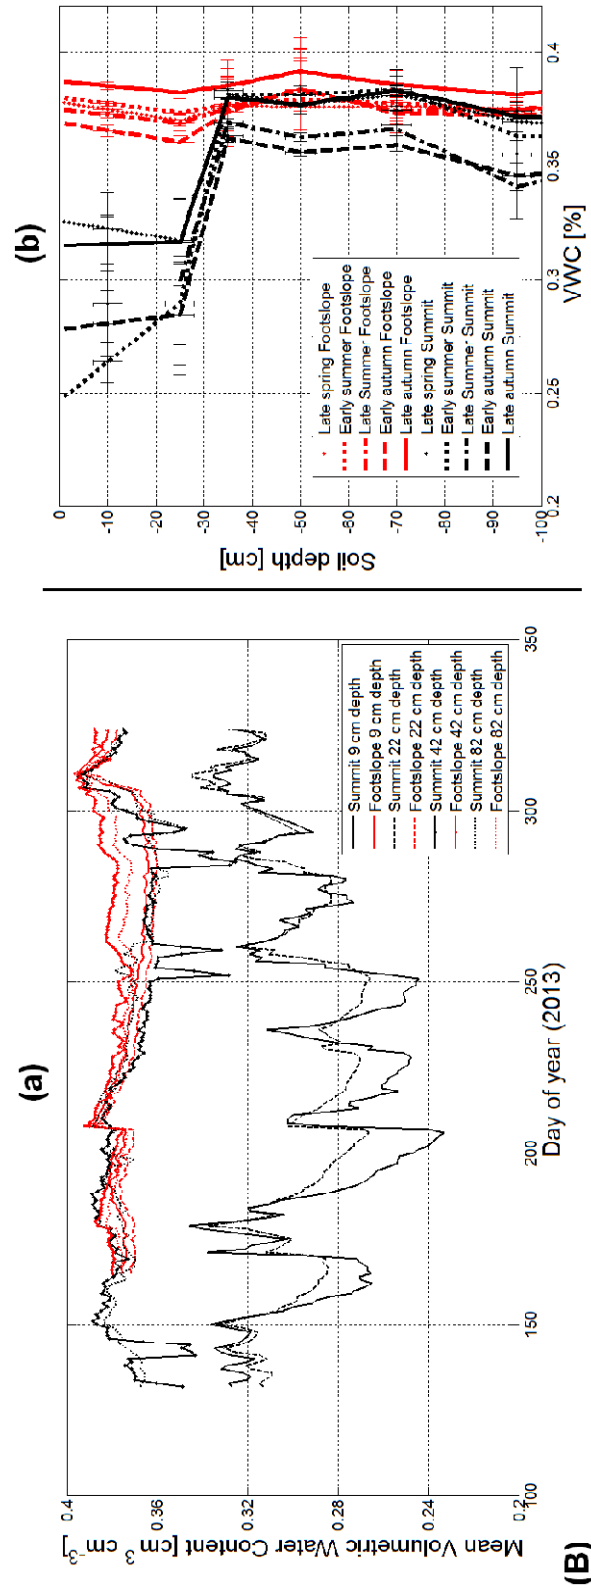 (B)
(a)
Mean Volumetric Water Content [cm³ cm⁻³]
0.4
0.36
0.32
0.28
0.24
0.2
100
150
200
250
300
350
Day of year (2013)
Summit 9 cm depth
Footslope 9 cm depth
Summit 22 cm depth
Footslope 22 cm depth
Summit 42 cm depth
Footslope 42 cm depth
Summit 82 cm depth
Footslope 82 cm depth
(b)
Soil depth [cm]
0
-10
-20
-30
-40
-50
-60
-70
-80
-90
-100
0.2
0.25
0.3
0.35
0.4
VWC [%]
Late spring Footslope
Early summer Footslope
Late Summer Footslope
Early autumn Footslope
Late autumn Footslope
Late spring Summit
Early summer Summit
Late Summer Summit
Early autumn Summit
Late autumn Summit